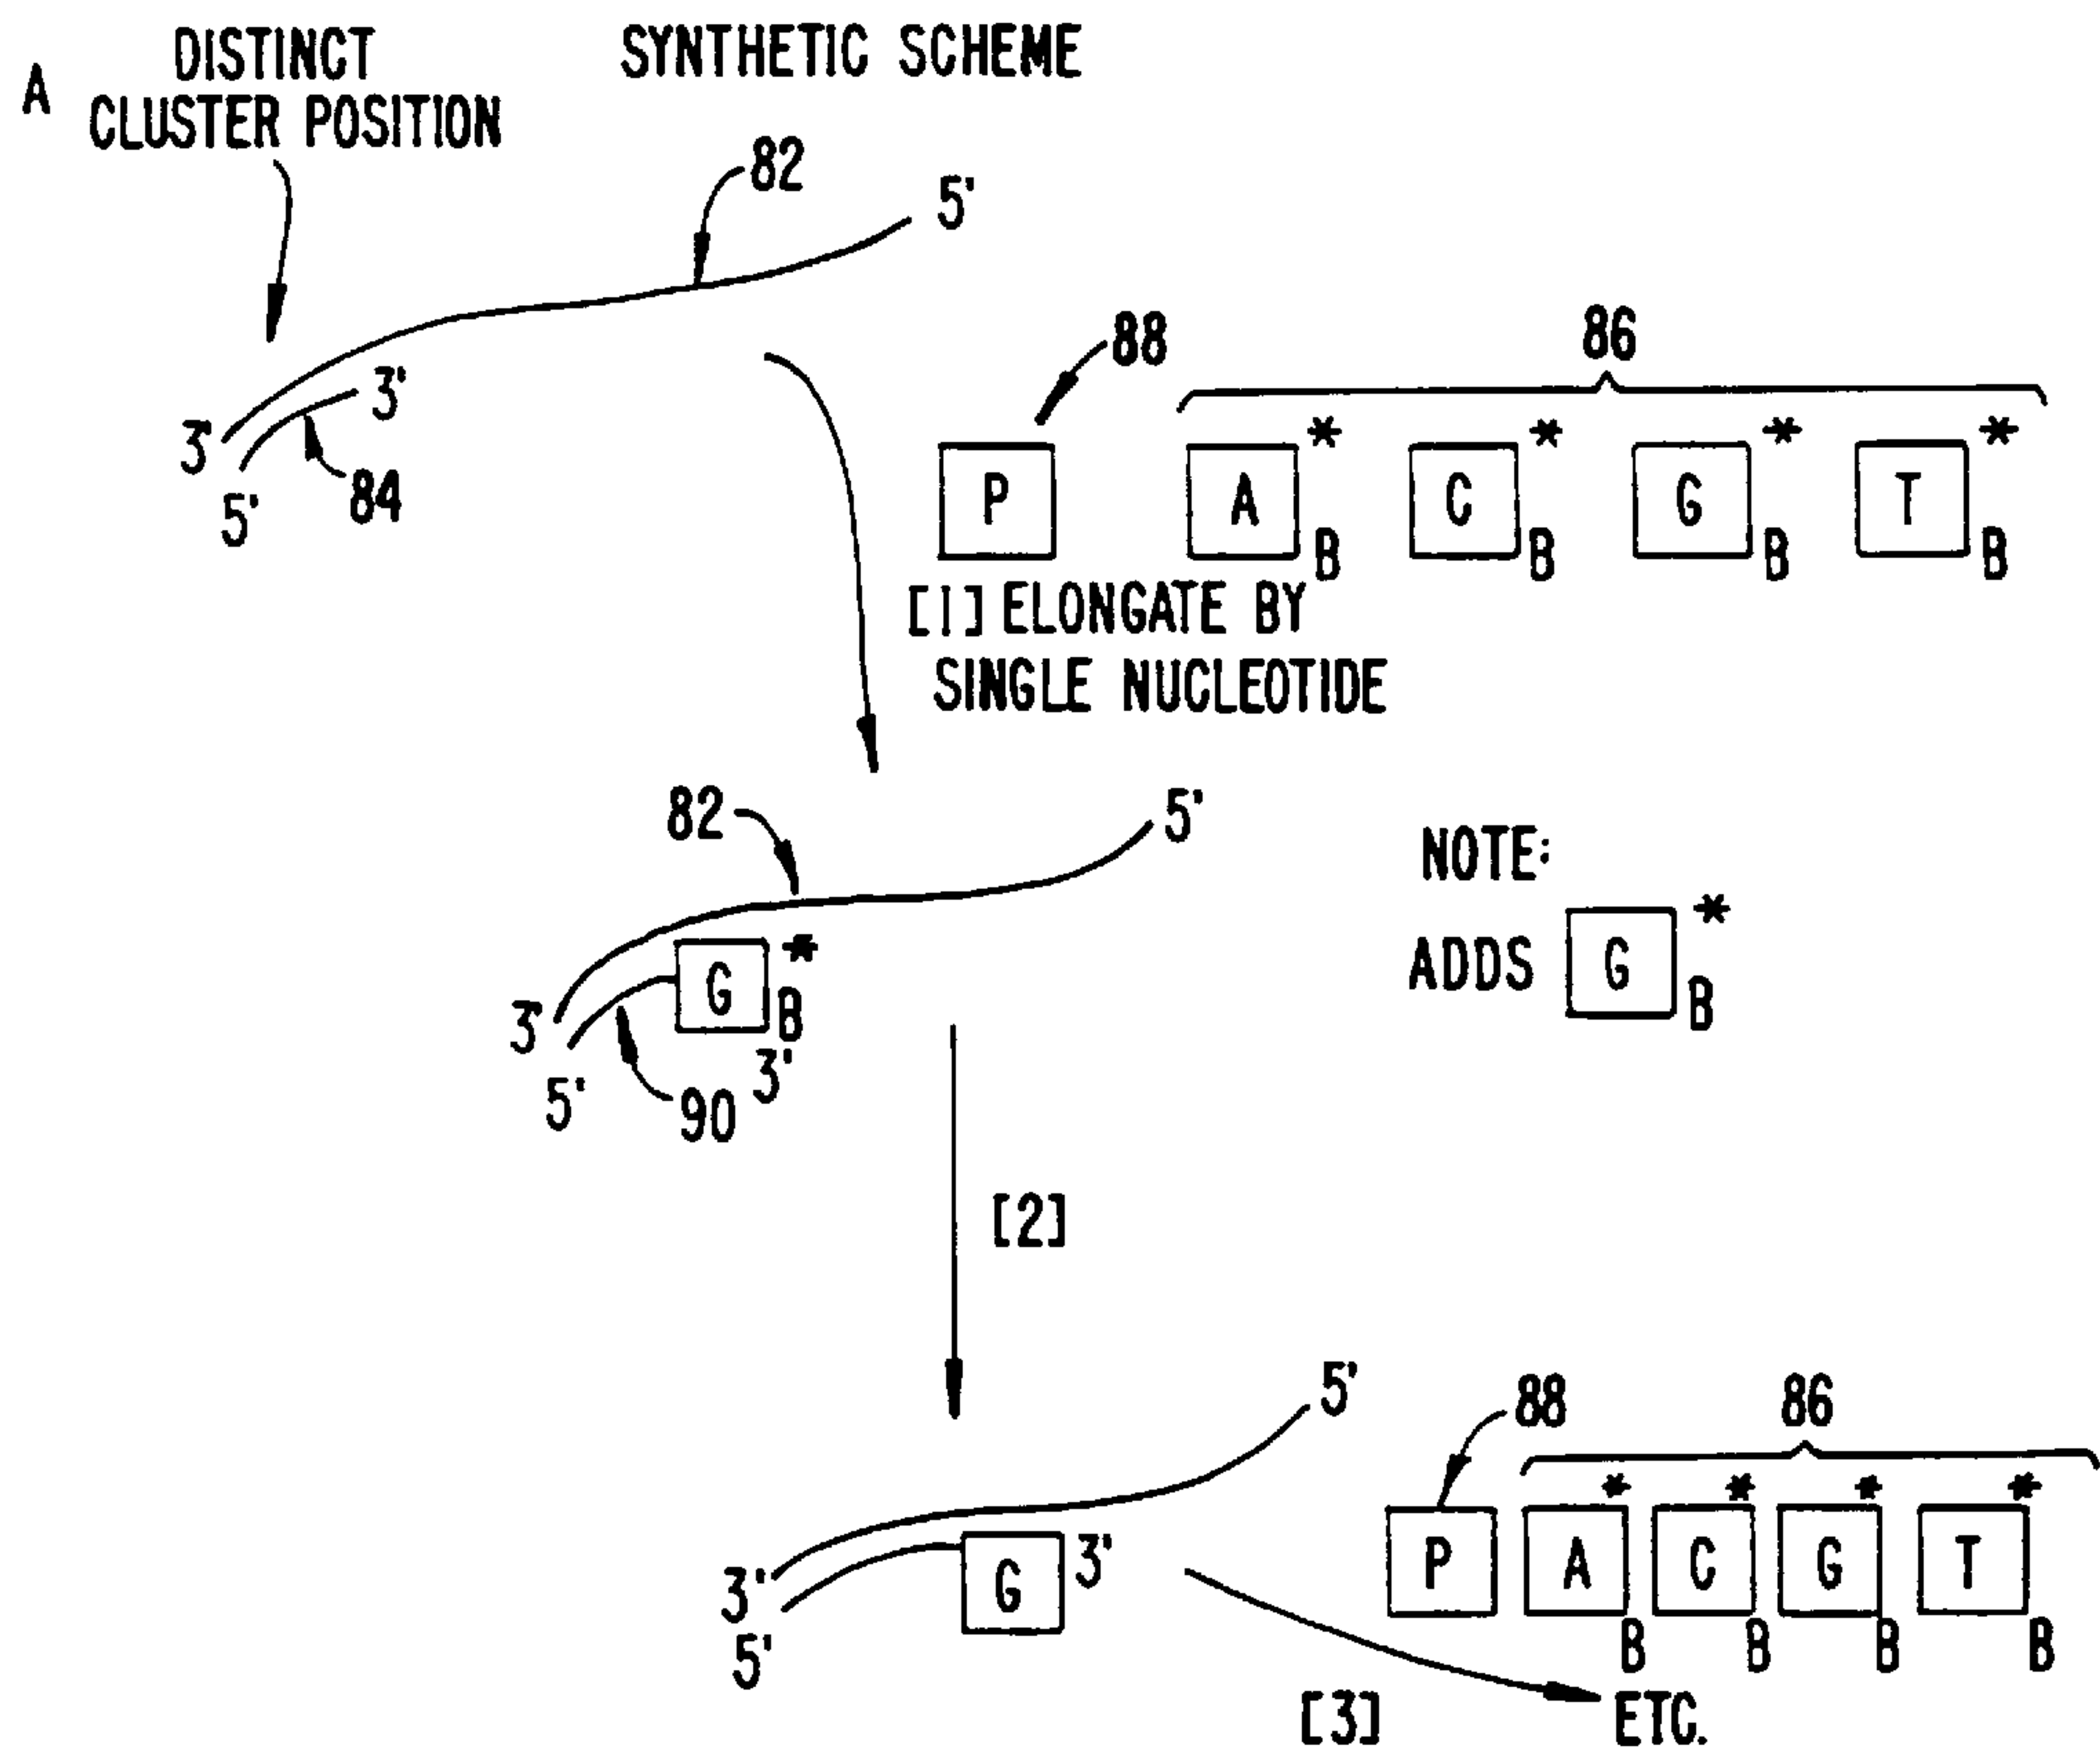 A
DISTINCT
CLUSTER POSITION
SYNTHETIC SCHEME
82
5'
3'
3'
5'
84
88
86
P
A * B
C * B
G * B
T * B
[1] ELONGATE BY
SINGLE NUCLEOTIDE
82
5'
G * B
3'
3'
5'
90
NOTE:
ADDS G * B
[2]
5'
3'
5'
G 3'
88
86
P
A * B
C * B
G * B
T * B
[3]
ETC.